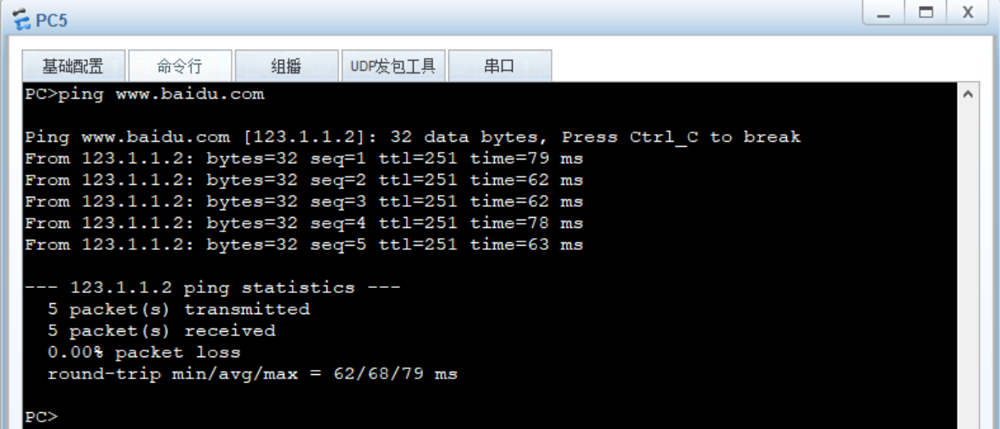 PC5
基础配置 命令行 组播 UDP发包工具 串口
PC>ping www.baidu.com
Ping www.baidu.com [123.1.1.2]: 32 data bytes, Press Ctrl_C to break
From 123.1.1.2: bytes=32 seq=1 ttl=251 time=79 ms
From 123.1.1.2: bytes=32 seq=2 ttl=251 time=62 ms
From 123.1.1.2: bytes=32 seq=3 ttl=251 time=62 ms
From 123.1.1.2: bytes=32 seq=4 ttl=251 time=78 ms
From 123.1.1.2: bytes=32 seq=5 ttl=251 time=63 ms
--- 123.1.1.2 ping statistics ---
5 packet(s) transmitted
5 packet(s) received
0.00% packet loss
round-trip min/avg/max = 62/68/79 ms
PC>